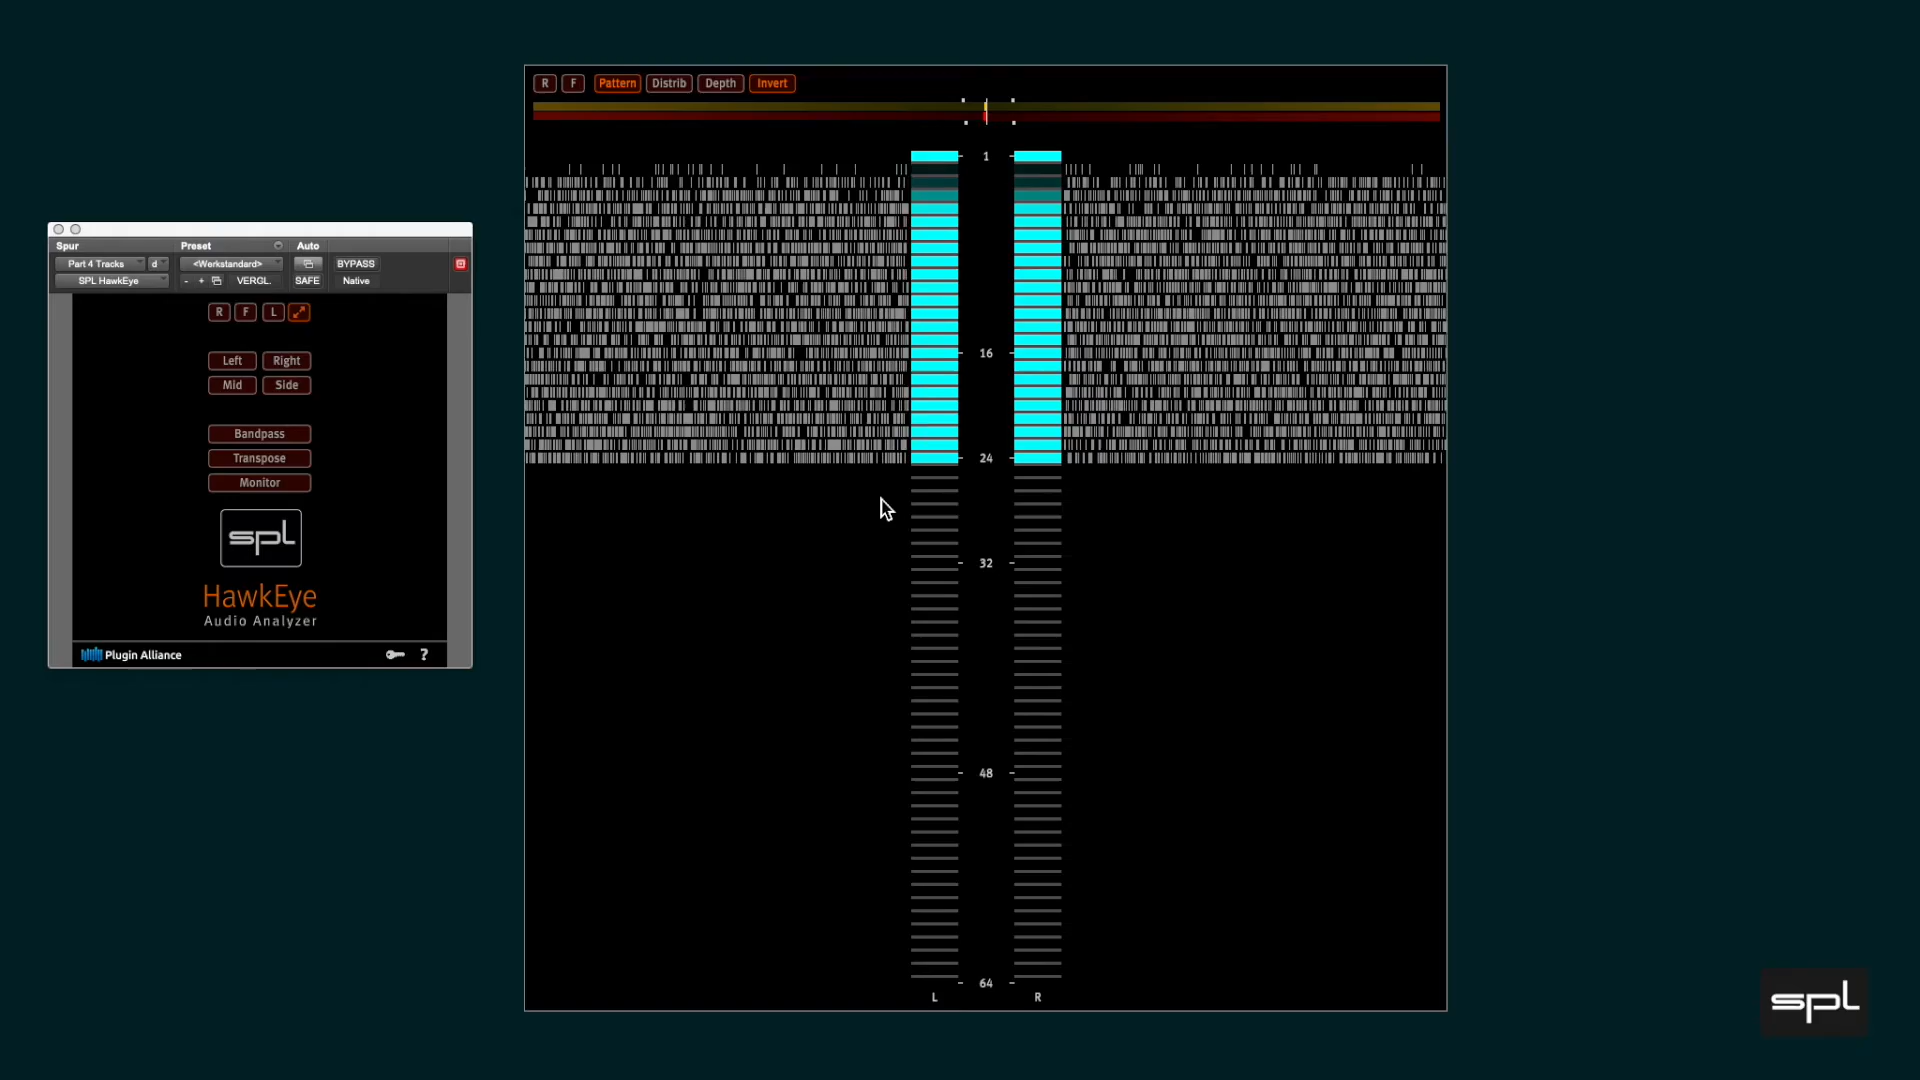 R F Pattern Distrib Depth Invert
1
16
24
32
48
64
L R
Spur Preset Auto
Part 4 Tracks d <Werkstandard> BYPASS
SPL HawkEye - + VERGL. SAFE Native
R F L
Left Right
Mid Side
Bandpass
Transpose
Monitor
spl
HawkEye
Audio Analyzer
Plugin Alliance ?
spl